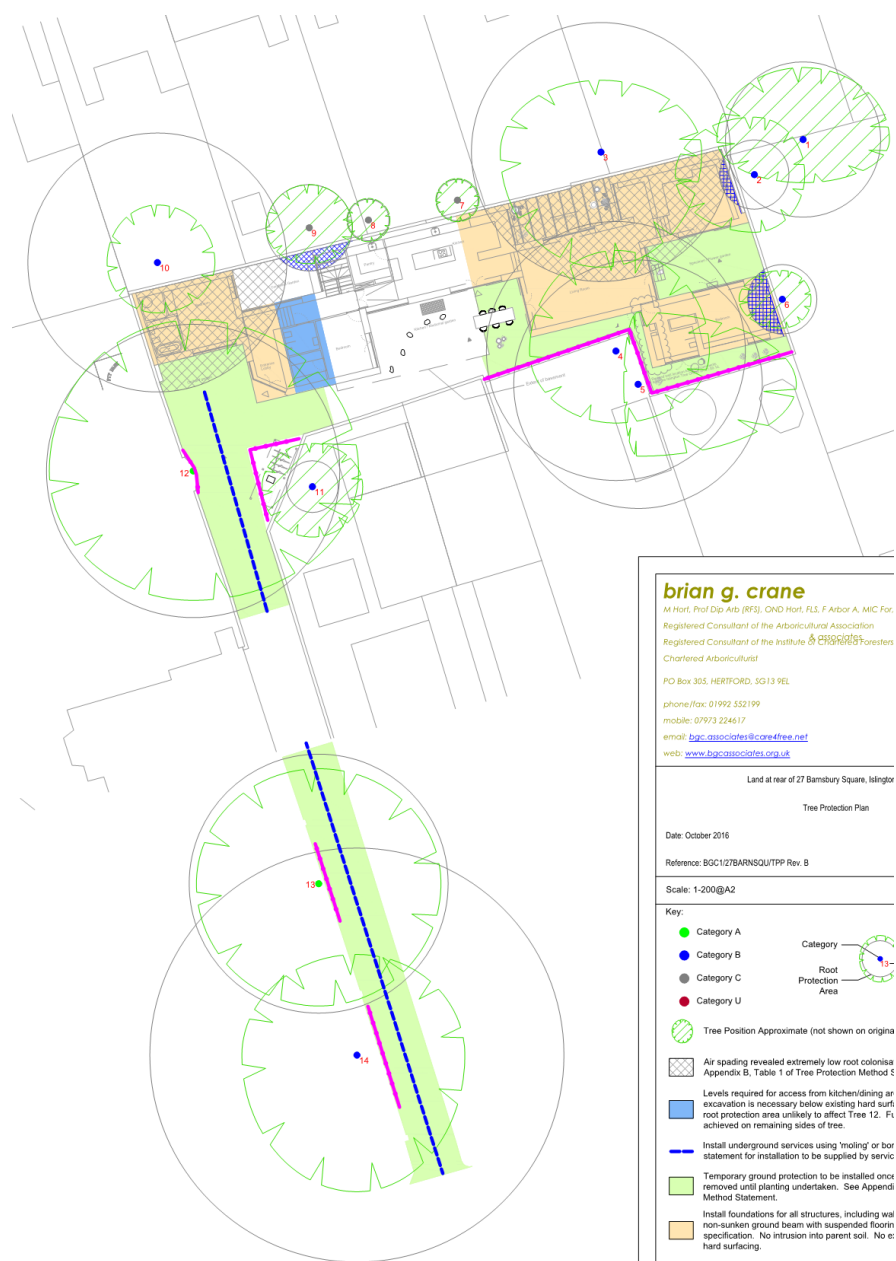 3
1
2
7
8
9
10
6
4
5
12
11
13
14
brian g. crane
M Hort, Prof Dip Arb (RFS), OND Hort, FLS, F Arbor A, MIC For,
Registered Consultant of the Arboricultural Association
& associates
Registered Consultant of the Institute of Chartered Foresters
Chartered Arboriculturist
PO Box 305, HERTFORD, SG13 9EL
phone/fax: 01992 552199
mobile: 07973 224617
email: bgc.associates@care4free.net
web: www.bgcassociates.org.uk
Land at rear of 27 Barnsbury Square, Islington
Tree Protection Plan
Date: October 2016
Reference: BGC1/27BARNSQU/TPP Rev. B
Scale: 1-200@A2
Key:
Category A
Category B
Category C
Category U
Category
13
Root
Protection
Area
Tree Position Approximate (not shown on origina
Air spading revealed extremely low root colonisa
Appendix B, Table 1 of Tree Protection Method S
Levels required for access from kitchen/dining ar
excavation is necessary below existing hard surfa
root protection area unlikely to affect Tree 12. Fu
achieved on remaining sides of tree.
Install underground services using 'moling' or bor
statement for installation to be supplied by servic
Temporary ground protection to be installed once
removed until planting undertaken. See Appendi
Method Statement.
Install foundations for all structures, including wal
non-sunken ground beam with suspended floorin
specification. No intrusion into parent soil. No ex
hard surfacing.